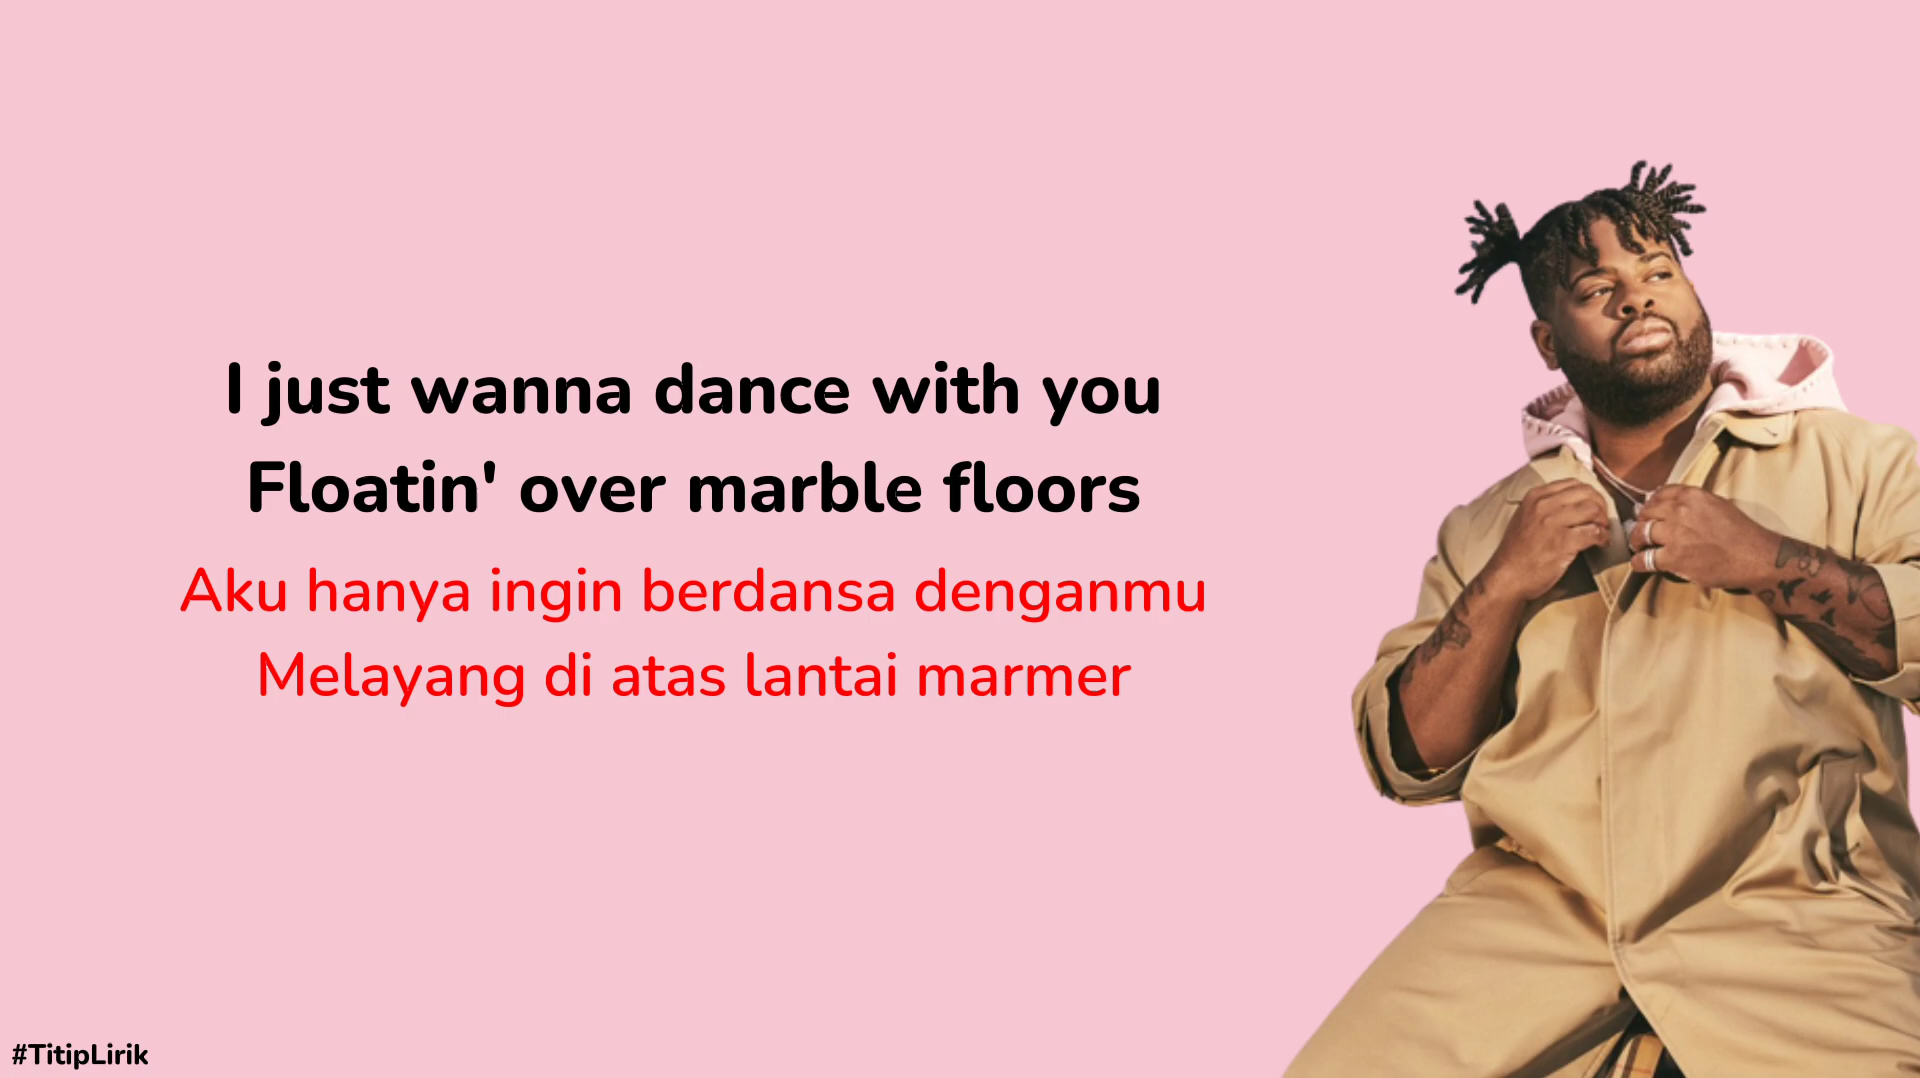 I just wanna dance with you
Floatin' over marble floors
Aku hanya ingin berdansa denganmu
Melayang di atas lantai marmer
#TitipLirik